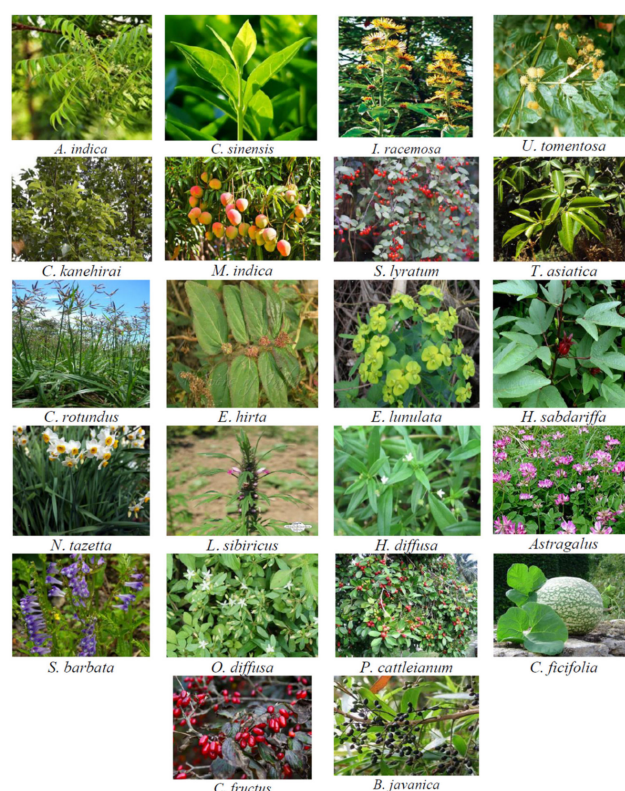 A. indica
C. sinensis
I. racemosa
U. tomentosa
C. kanehirai
M. indica
S. lyratum
T. asiatica
C. rotundus
E. hirta
E. lunulata
H. sabdariffa
N. tazetta
L. sibiricus
H. diffusa
Astragalus
S. barbata
O. diffusa
P. cattleianum
C. ficifolia
C. fructus
B. javanica